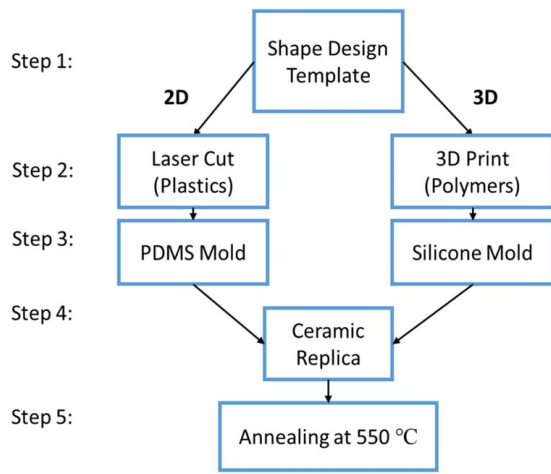 Step 1:
Shape Design
Template
2D
3D
Step 2:
Laser Cut
(Plastics)
3D Print
(Polymers)
Step 3:
PDMS Mold
Silicone Mold
Step 4:
Ceramic
Replica
Step 5:
Annealing at 550 ℃